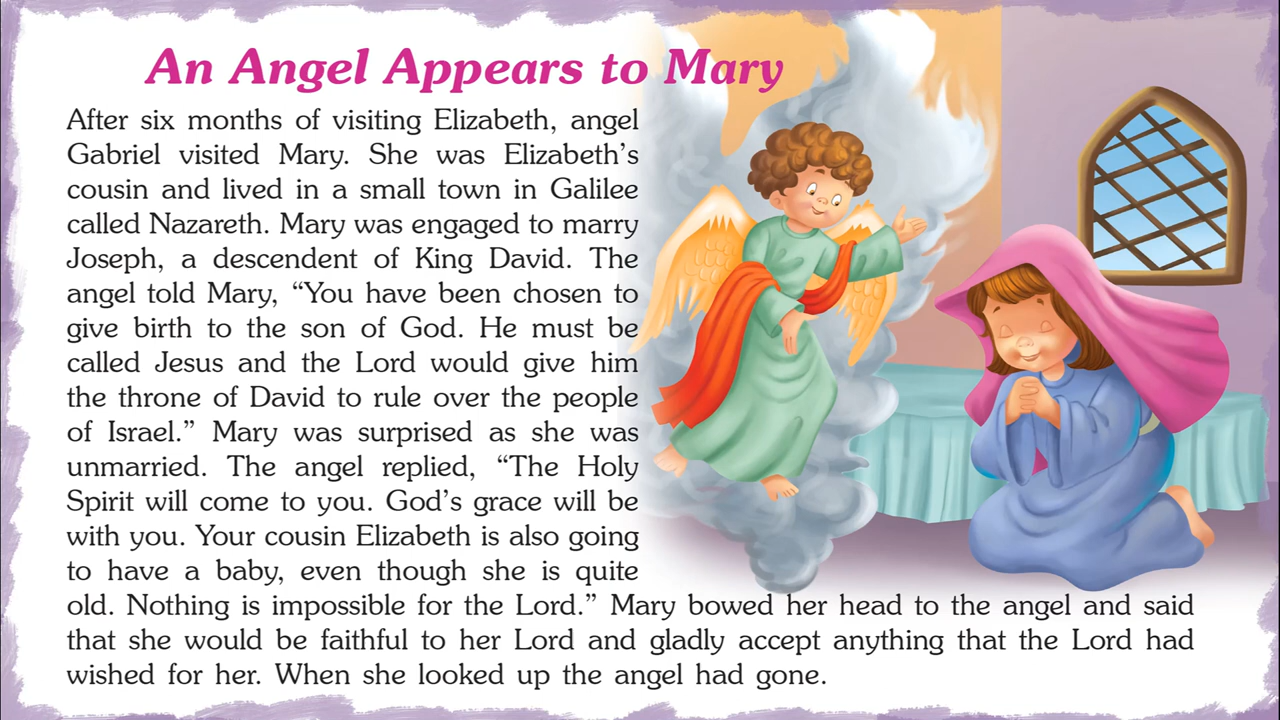 An Angel Appears to Mary
After six months of visiting Elizabeth, angel
Gabriel visited Mary. She was Elizabeth’s
cousin and lived in a small town in Galilee
called Nazareth. Mary was engaged to marry
Joseph, a descendent of King David. The
angel told Mary, “You have been chosen to
give birth to the son of God. He must be
called Jesus and the Lord would give him
the throne of David to rule over the people
of Israel.” Mary was surprised as she was
unmarried. The angel replied, “The Holy
Spirit will come to you. God’s grace will be
with you. Your cousin Elizabeth is also going
to have a baby, even though she is quite
old. Nothing is impossible for the Lord.” Mary bowed her head to the angel and said
that she would be faithful to her Lord and gladly accept anything that the Lord had
wished for her. When she looked up the angel had gone.